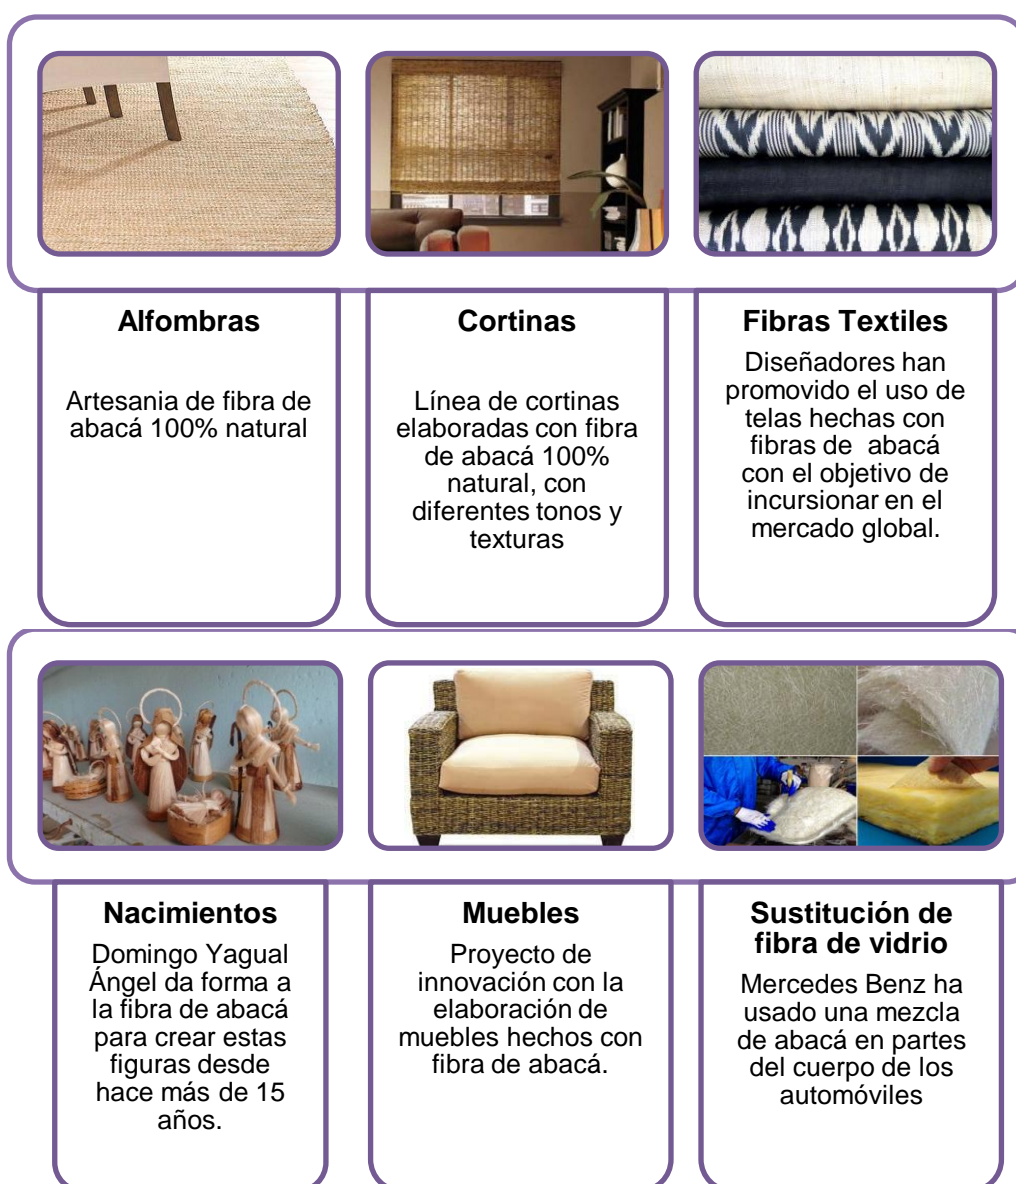 Alfombras
Artesania de fibra de
abacá 100% natural
Cortinas
Línea de cortinas
elaboradas con fibra
de abacá 100%
natural, con
diferentes tonos y
texturas
Fibras Textiles
Diseñadores han
promovido el uso de
telas hechas con
fibras de abacá
con el objetivo de
incursionar en el
mercado global.
Nacimientos
Domingo Yagual
Ángel da forma a
la fibra de abacá
para crear estas
figuras desde
hace más de 15
años.
Muebles
Proyecto de
innovación con la
elaboración de
muebles hechos con
fibra de abacá.
Sustitución de
fibra de vidrio
Mercedes Benz ha
usado una mezcla
de abacá en partes
del cuerpo de los
automóviles